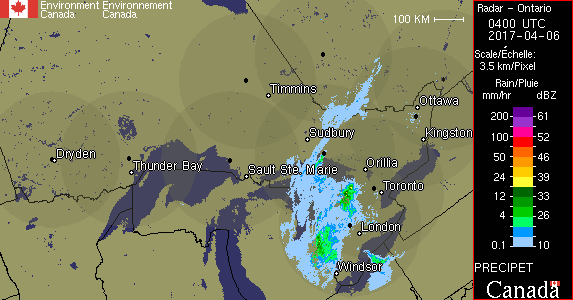 Environment Environnement
Canada Canada
100 KM
Timmins
Ottawa
Sudbury
Kingston
Dryden
Thunder Bay
Sault Ste. Marie
Orillia
Toronto
London
Windsor
Radar - Ontario
0400 UTC
2017-04-06
Scale/Échelle:
3.5 km/Pixel
Rain/Pluie
mm/hr dBZ
200 61
100 52
50 46
24 39
12 33
4 26
0.1 10
PRECIPET
Canada